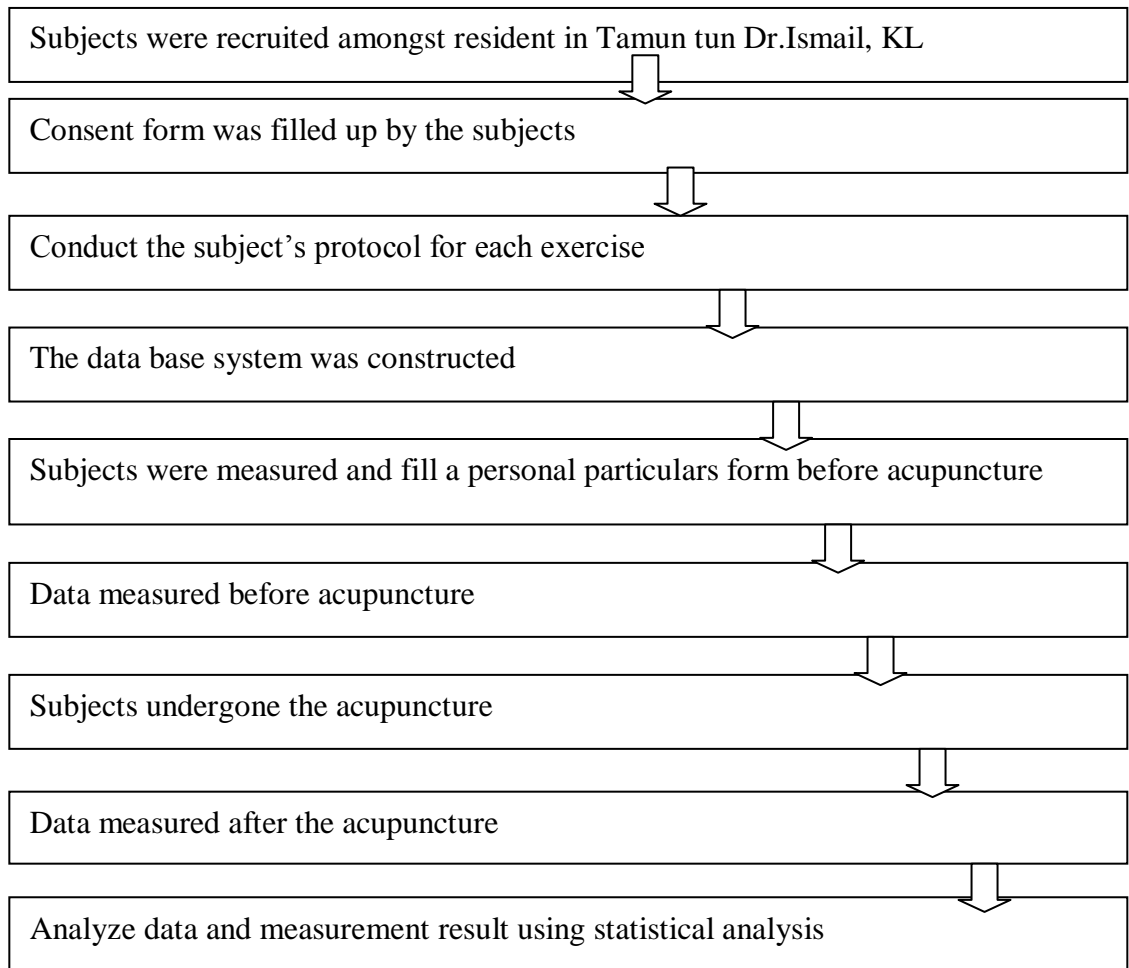 Subjects were recruited amongst resident in Tamun tun Dr.Ismail, KL
Consent form was filled up by the subjects
Conduct the subject’s protocol for each exercise
The data base system was constructed
Subjects were measured and fill a personal particulars form before acupuncture
Data measured before acupuncture
Subjects undergone the acupuncture
Data measured after the acupuncture
Analyze data and measurement result using statistical analysis